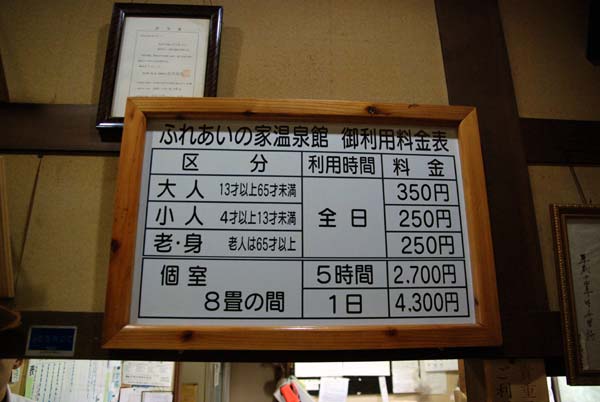 ふれあいの家温泉館 御利用料金表
区分 利用時間 料金
大人 13才以上65才未満 全日 350円
小人 4才以上13才未満 250円
老・身 老人は65才以上 250円
個室 8畳の間 5時間 2,700円
1日 4,300円